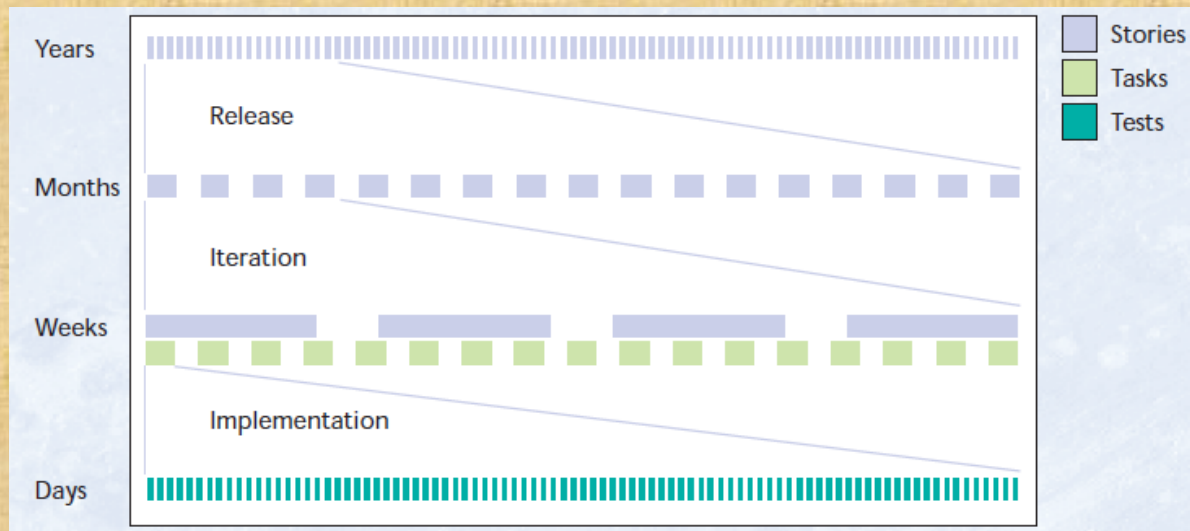 Years
Release
Months
Iteration
Weeks
Implementation
Days
Stories
Tasks
Tests